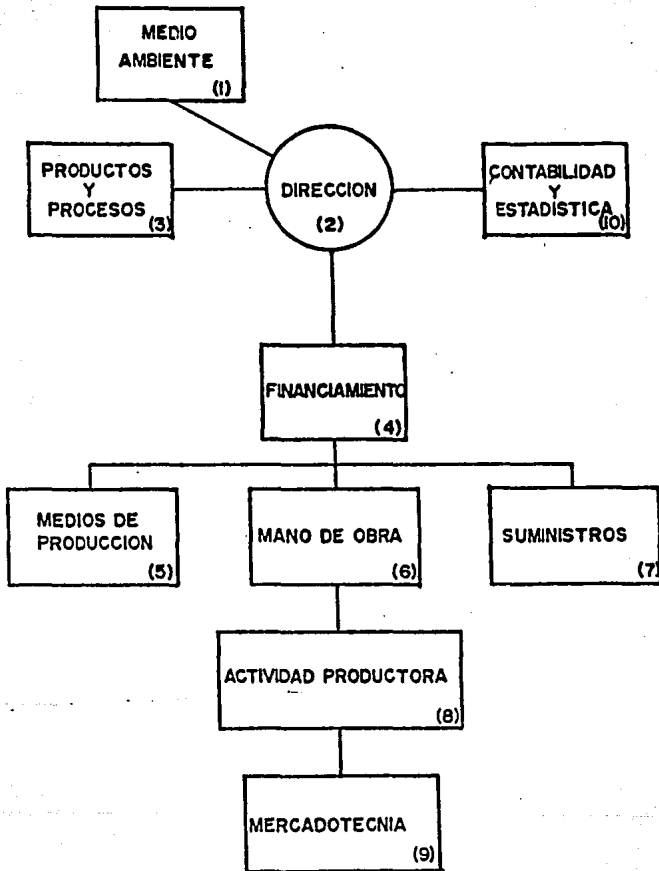 MEDIO
AMBIENTE
(1)
PRODUCTOS
Y
PROCESOS
(3)
DIRECCION
(2)
CONTABILIDAD
Y
ESTADISTICA
(10)
FINANCIAMIENTO
(4)
MEDIOS DE
PRODUCCION
(5)
MANO DE OBRA
(6)
SUMINISTROS
(7)
ACTIVIDAD PRODUCTORA
(8)
MERCADOTECNIA
(9)